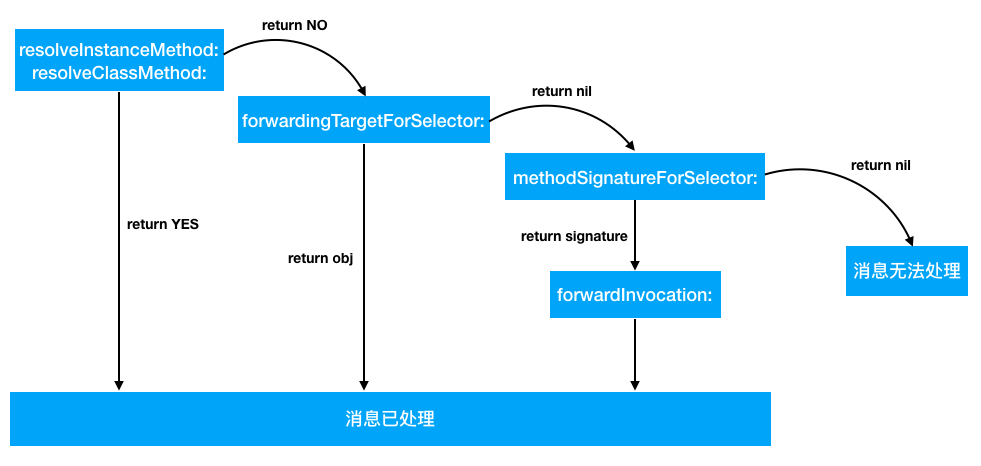 return NO
resolveInstanceMethod:
resolveClassMethod:
return nil
forwardingTargetForSelector:
return nil
methodSignatureForSelector:
return YES
return signature
return obj
消息无法处理
forwardInvocation:
消息已处理